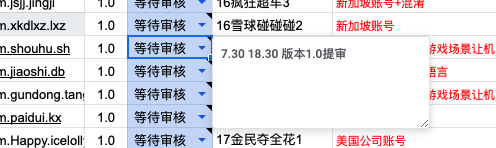 m.jsjj.jingji 1.0 等待审核 16疯狂超车3 新加坡账号+混淆
m.xkdlxz.lxz 1.0 等待审核 16雪球碰碰碰2 新加坡账号
m.shouhu.sh 1.0 等待审核 7.30 18.30 版本1.0提审 游戏场景让机
m.jiaoshi.db 1.0 等待审核 语言
m.gundong.tang 1.0 等待审核 游戏场景让机
m.paidui.kx 1.0 等待审核
m.Happy.icelolly 1.0 等待审核 17金民夺全花1 美国公司账号